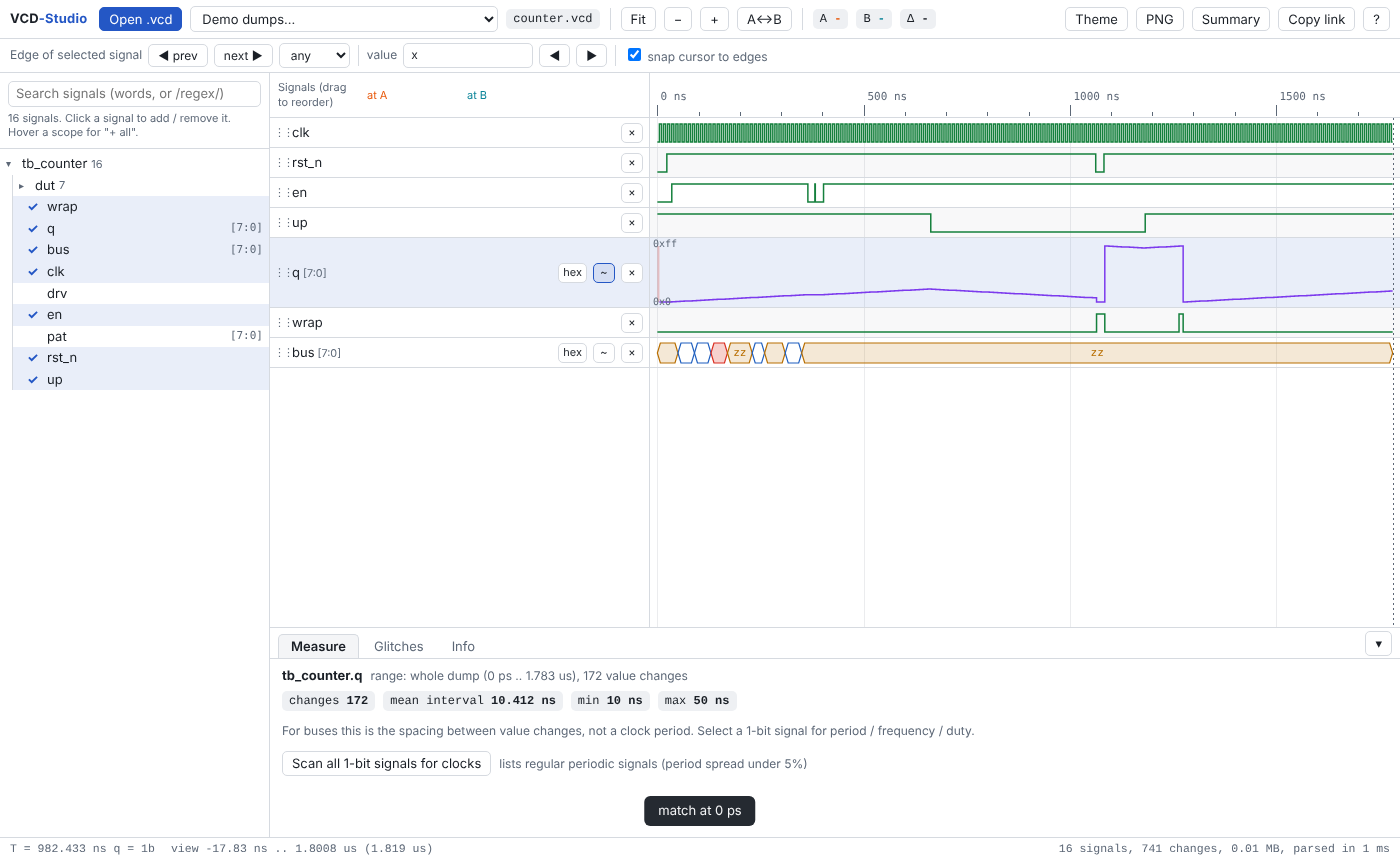 VCD-Studio Open .vcd Demo dumps... counter.vcd Fit − + A↔B A - B - Δ - Theme PNG Summary Copy link ?
Edge of selected signal ◀ prev next ▶ any value x ◀ ▶ snap cursor to edges
Search signals (words, or /regex/)
16 signals. Click a signal to add / remove it.
Hover a scope for "+ all".
▾ tb_counter 16
▸ dut 7
wrap
q [7:0]
bus [7:0]
clk
drv
en
pat [7:0]
rst_n
up
Signals (drag
to reorder)
at A at B
0 ns 500 ns 1000 ns 1500 ns
clk ×
rst_n ×
en ×
up ×
q [7:0] hex ~ ×
0xff
0x0
wrap ×
bus [7:0] hex ~ ×
zz zz
Measure Glitches Info ▼
tb_counter.q range: whole dump (0 ps .. 1.783 us), 172 value changes
changes 172 mean interval 10.412 ns min 10 ns max 50 ns
For buses this is the spacing between value changes, not a clock period. Select a 1-bit signal for period / frequency / duty.
Scan all 1-bit signals for clocks lists regular periodic signals (period spread under 5%)
match at 0 ps
T = 982.433 ns q = 1b view -17.83 ns .. 1.8008 us (1.819 us) 16 signals, 741 changes, 0.01 MB, parsed in 1 ms